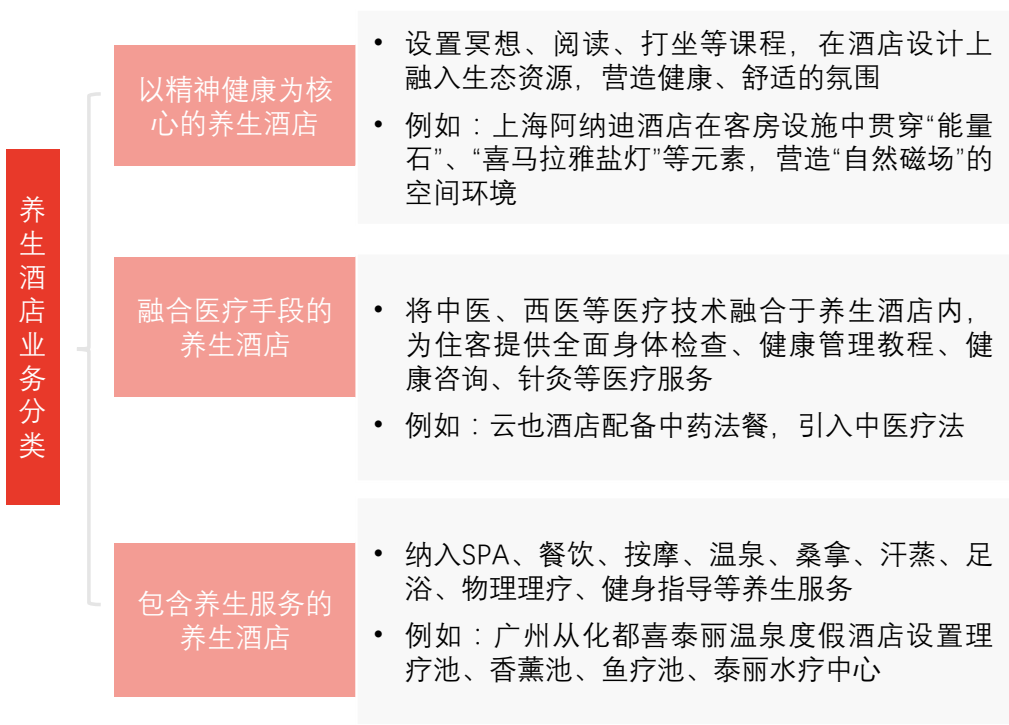 养生酒店业务分类
以精神健康为核
心的养生酒店
• 设置冥想、阅读、打坐等课程，在酒店设计上
融入生态资源，营造健康、舒适的氛围
• 例如：上海阿纳迪酒店在客房设施中贯穿“能量
石”、“喜马拉雅盐灯”等元素，营造“自然磁场”的
空间环境
融合医疗手段的
养生酒店
• 将中医、西医等医疗技术融合于养生酒店内，
为住客提供全面身体检查、健康管理教程、健
康咨询、针灸等医疗服务
• 例如：云也酒店配备中药法餐，引入中医疗法
包含养生服务的
养生酒店
• 纳入SPA、餐饮、按摩、温泉、桑拿、汗蒸、足
浴、物理理疗、健身指导等养生服务
• 例如：广州从化都喜泰丽温泉度假酒店设置理
疗池、香薰池、鱼疗池、泰丽水疗中心